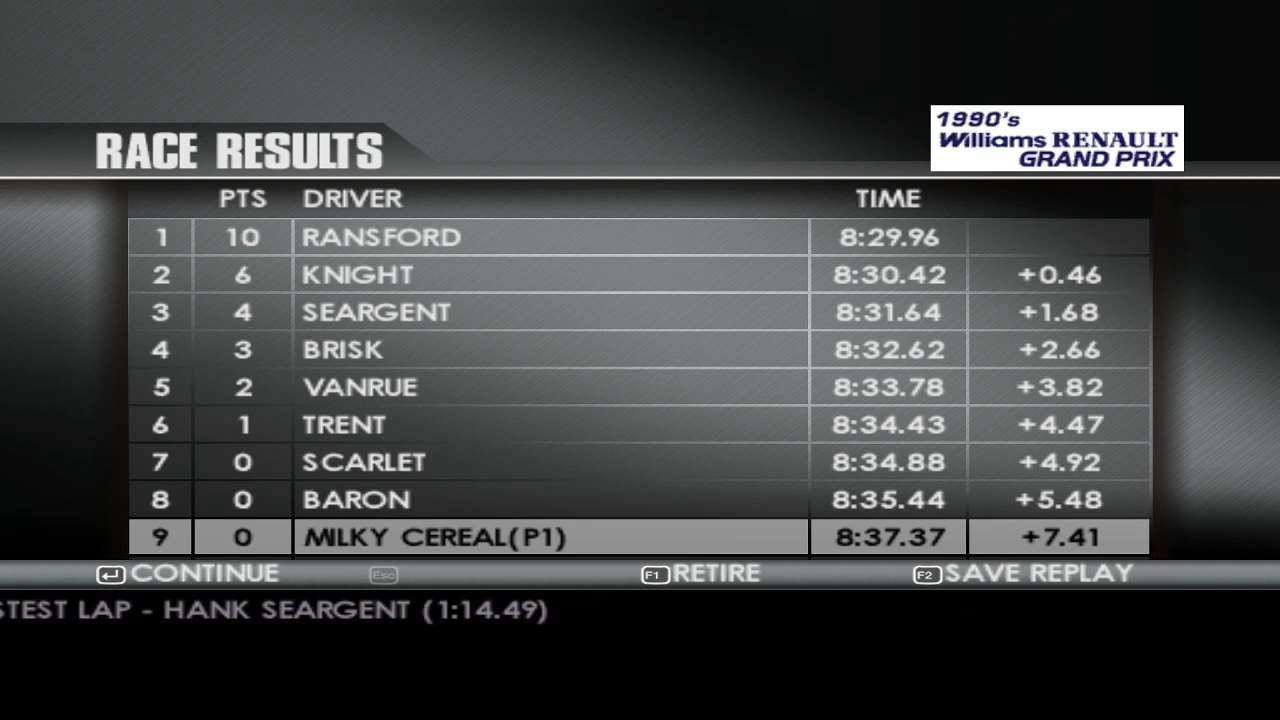 1990's
Williams RENAULT
GRAND PRIX
RACE RESULTS
PTS DRIVER TIME
1 10 RANSFORD 8:29.96
2 6 KNIGHT 8:30.42 +0.46
3 4 SEARGENT 8:31.64 +1.68
4 3 BRISK 8:32.62 +2.66
5 2 VANRUE 8:33.78 +3.82
6 1 TRENT 8:34.43 +4.47
7 0 SCARLET 8:34.88 +4.92
8 0 BARON 8:35.44 +5.48
9 0 MILKY CEREAL(P1) 8:37.37 +7.41
CONTINUE Esc F1 RETIRE F2 SAVE REPLAY
STEST LAP - HANK SEARGENT (1:14.49)